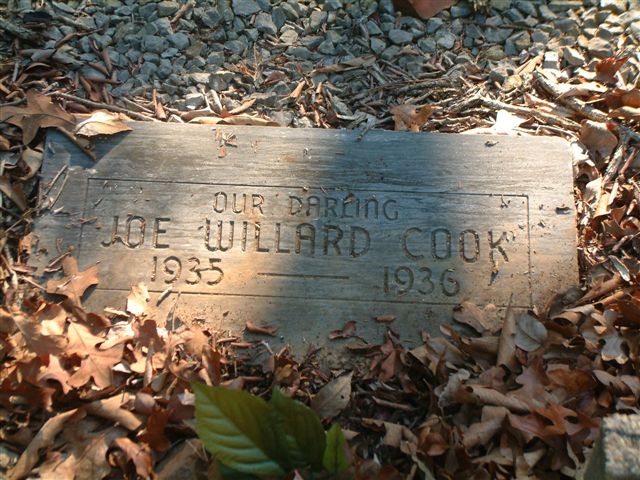 OUR DARLING
JOE WILLARD COOK
1935 — 1936